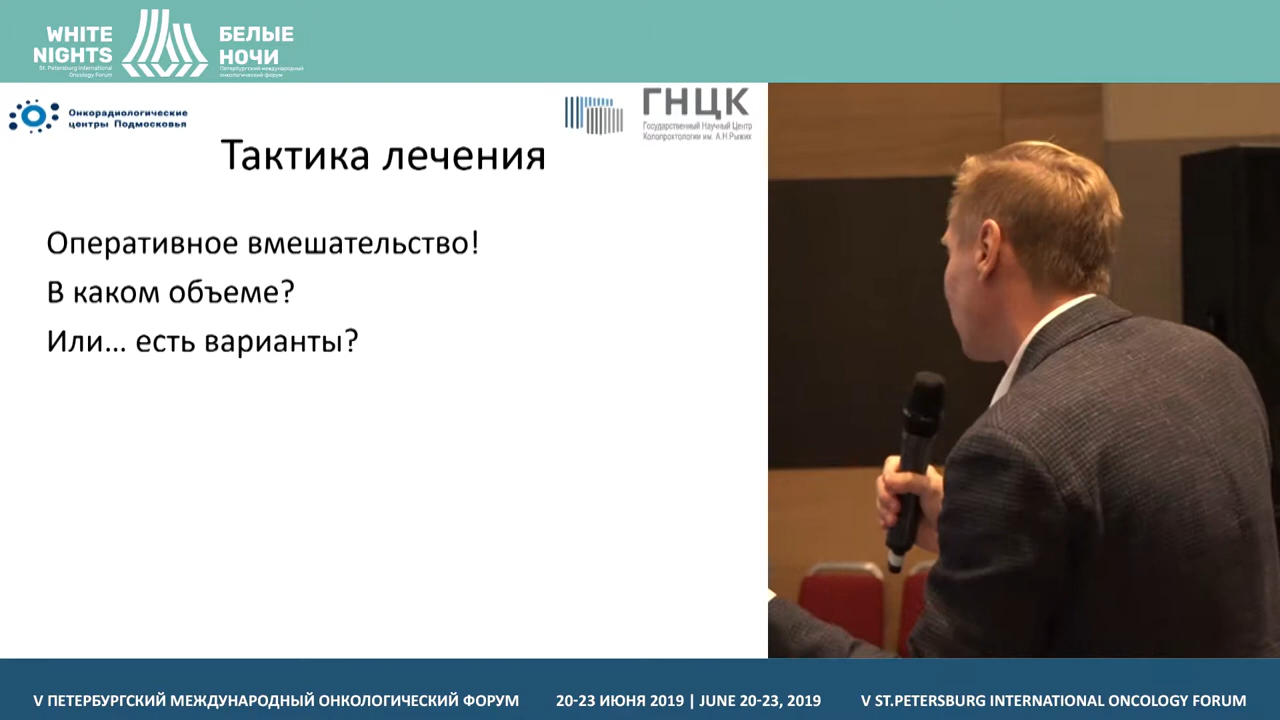 WHITE
NIGHTS
St. Petersburg International
Oncology Forum
БЕЛЫЕ
НОЧИ
Петербургский международный
онкологический форум
Онкорадиологические
центры Подмосковья
ГНЦК
Государственный Научный Центр
Колопроктологии им. А.Н.Рыжих
Тактика лечения
Оперативное вмешательство!
В каком объеме?
Или... есть варианты?
V ПЕТЕРБУРГСКИЙ МЕЖДУНАРОДНЫЙ ОНКОЛОГИЧЕСКИЙ ФОРУМ
20-23 ИЮНЯ 2019 | JUNE 20-23, 2019
V ST.PETERSBURG INTERNATIONAL ONCOLOGY FORUM